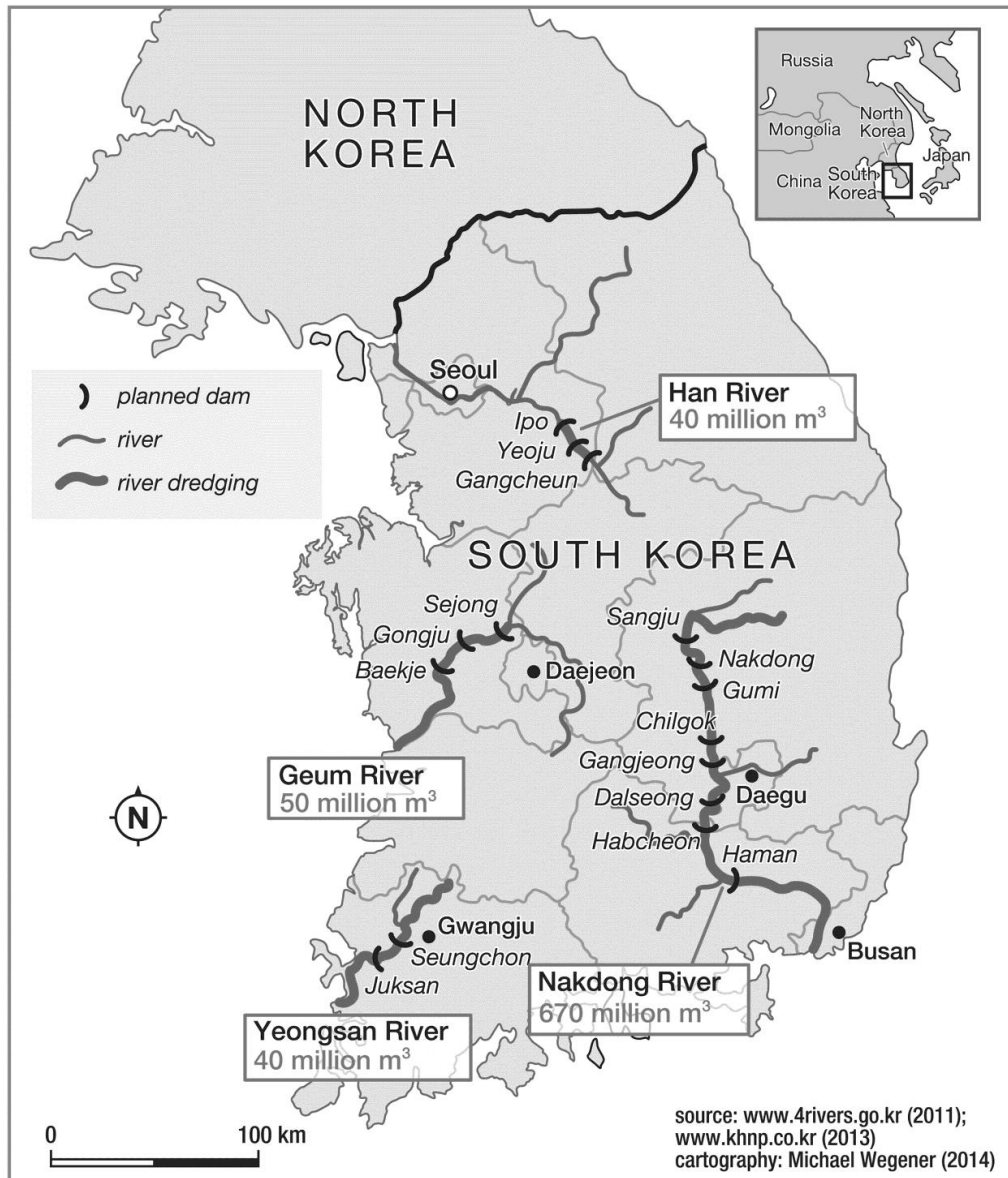 NORTH
KOREA
Russia
Mongolia
North
Korea
Japan
China
South
Korea
Seoul
planned dam
river
river dredging
Han River
40 million m³
Ipo
Yeoju
Gangcheun
SOUTH KOREA
Sejong
Gongju
Baekje
Daejeon
Sangju
Nakdong
Gumi
Chilgok
Gangjeong
Daegu
Dalseong
Habcheon
Haman
Geum River
50 million m³
N
Gwangju
Seungchon
Juksan
Busan
Nakdong River
670 million m³
Yeongsan River
40 million m³
0 100 km
source: www.4rivers.go.kr (2011);
www.khnp.co.kr (2013)
cartography: Michael Wegener (2014)